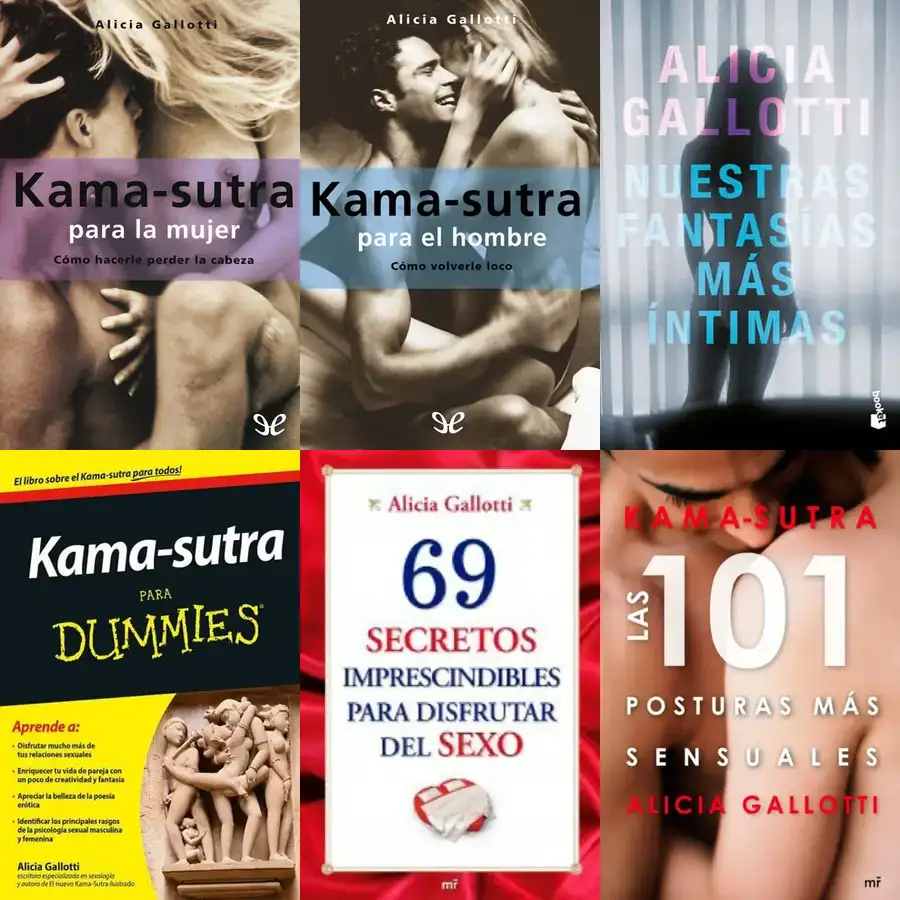 Alicia Gallotti
Kama-sutra
para la mujer
Cómo hacerle perder la cabeza
Alicia Gallotti
Kama-sutra
para el hombre
Cómo volverle loco
ALICIA
GALLOTTI
NUESTRAS
FANTASÍAS
MÁS
ÍNTIMAS
booket
El libro sobre el Kama-sutra para todos!
Kama-sutra
PARA
DUMMIES
Aprende a:
• Disfrutar mucho más de
tus relaciones sexuales
• Enriquecer tu vida de pareja con
un poco de creatividad y fantasía
• Apreciar la belleza de la poesía
erótica
• Identificar los principales rasgos
de la psicología sexual masculina
y femenina
Alicia Gallotti
escritora especializada en sexología
y autora de El nuevo Kama-Sutra ilustrado
Alicia Gallotti
69
SECRETOS
IMPRESCINDIBLES
PARA DISFRUTAR
DEL SEXO
mr
KAMA-SUTRA
LAS 101
POSTURAS MÁS
SENSUALES
ALICIA GALLOTTI
mr